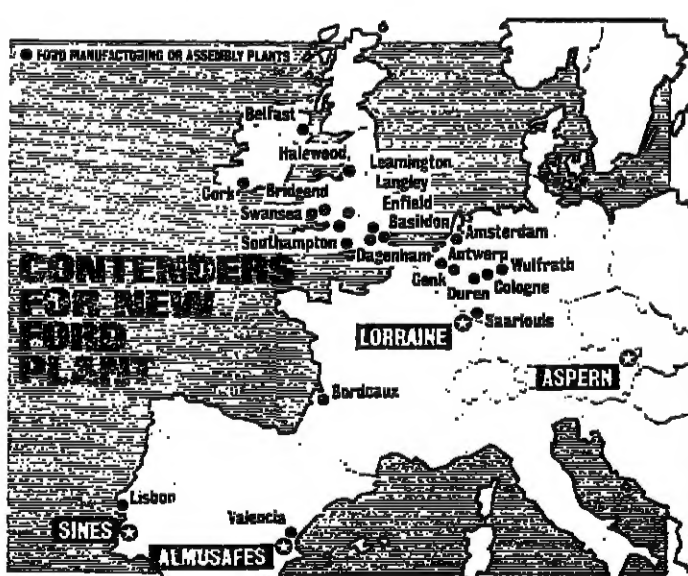 FORD MANUFACTURING OR ASSEMBLY PLANTS
Belfast
Halewood
Leamington
Langley
Cork
Bridgend
Enfield
Swansea
Basildon
Amsterdam
Southampton
Dagenham
Antwerp
Wulfrath
CONTENDERS
FOR NEW
FORD
PLANT
Genk
Cologne
Duren
Saarlouis
LORRAINE
ASPERN
Bordeaux
Lisbon
SINES
Valencia
ALMUSAFES